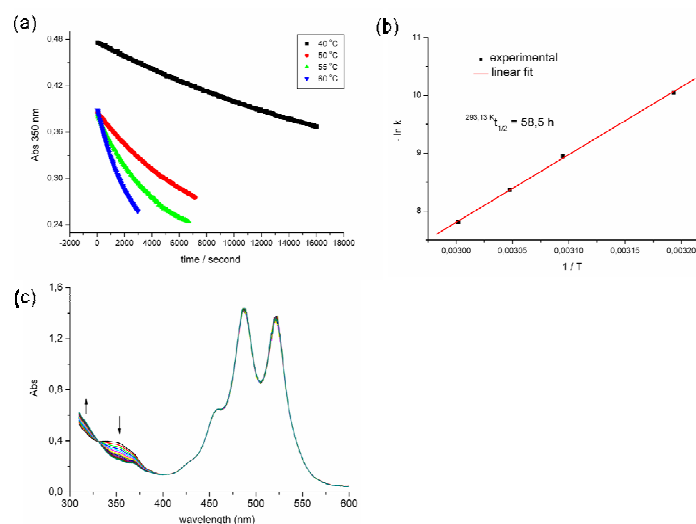 (a)
0.48
0.42
0.36
0.30
0.24
Abs 350 nm
40 °C
50 °C
55 °C
60 °C
-2000 0 2000 4000 6000 8000 10000 12000 14000 16000 18000
time / second
(b)
11
10
9
8
- ln k
experimental
linear fit
293,13 K t1/2 = 58,5 h
0,00300 0,00305 0,00310 0,00315 0,00320
1 / T
(c)
1,6
1,2
0,8
0,4
0,0
Abs
300 350 400 450 500 550 600
wavelength (nm)